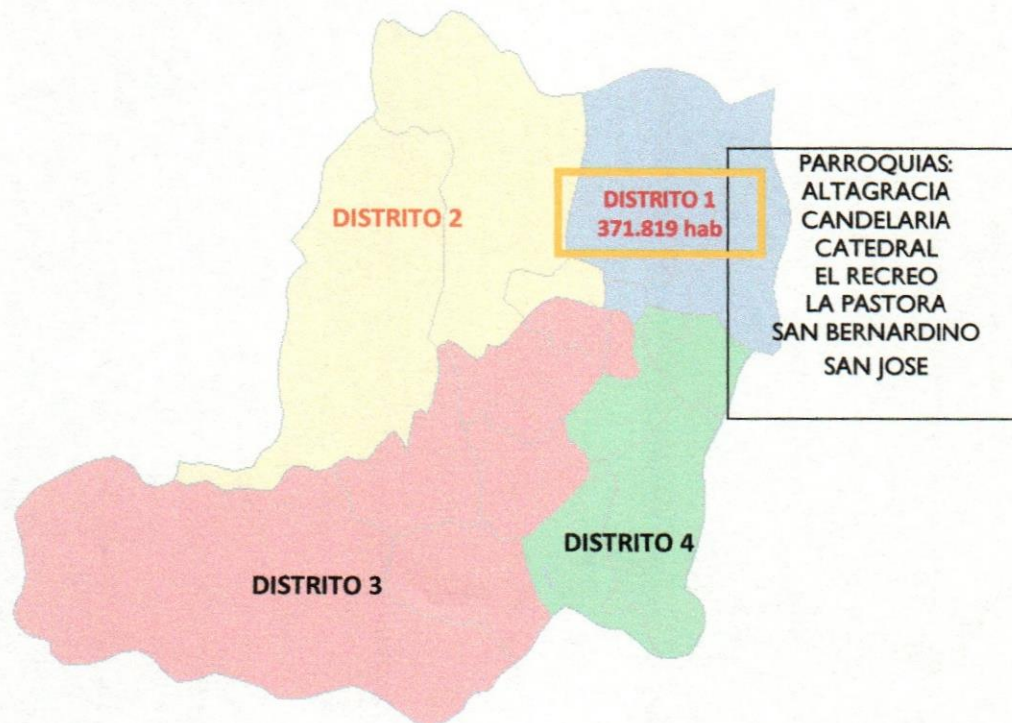 DISTRITO 2
DISTRITO 1
371.819 hab
PARROQUIAS:
ALTAGRACIA
CANDELARIA
CATEDRAL
EL RECREO
LA PASTORA
SAN BERNARDINO
SAN JOSE
DISTRITO 3
DISTRITO 4